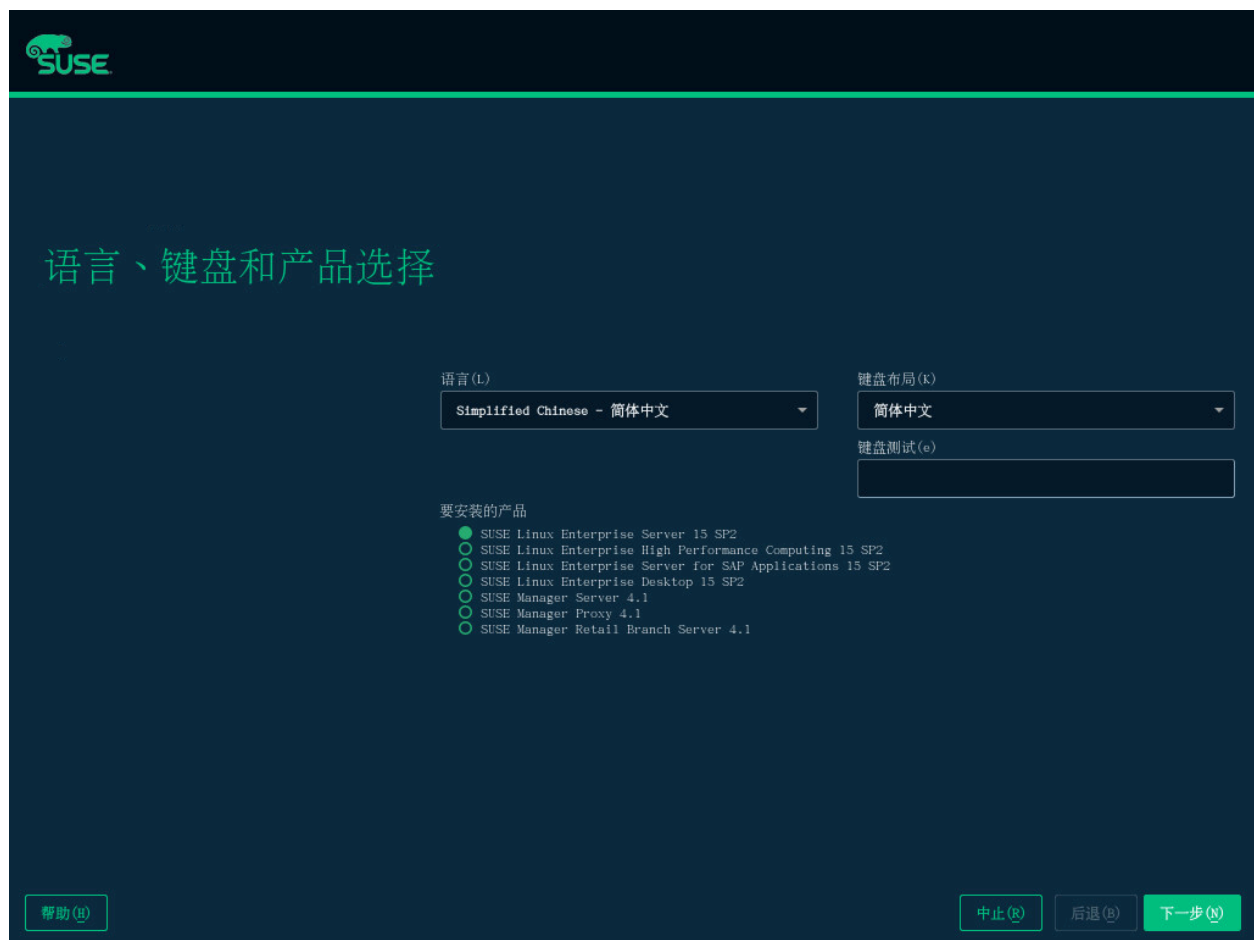 SUSE
语言、键盘和产品选择
语言(L)
Simplified Chinese - 简体中文
键盘布局(K)
简体中文
键盘测试(e)
要安装的产品
SUSE Linux Enterprise Server 15 SP2
SUSE Linux Enterprise High Performance Computing 15 SP2
SUSE Linux Enterprise Server for SAP Applications 15 SP2
SUSE Linux Enterprise Desktop 15 SP2
SUSE Manager Server 4.1
SUSE Manager Proxy 4.1
SUSE Manager Retail Branch Server 4.1
帮助(H)
中止(R)
后退(B)
下一步(N)